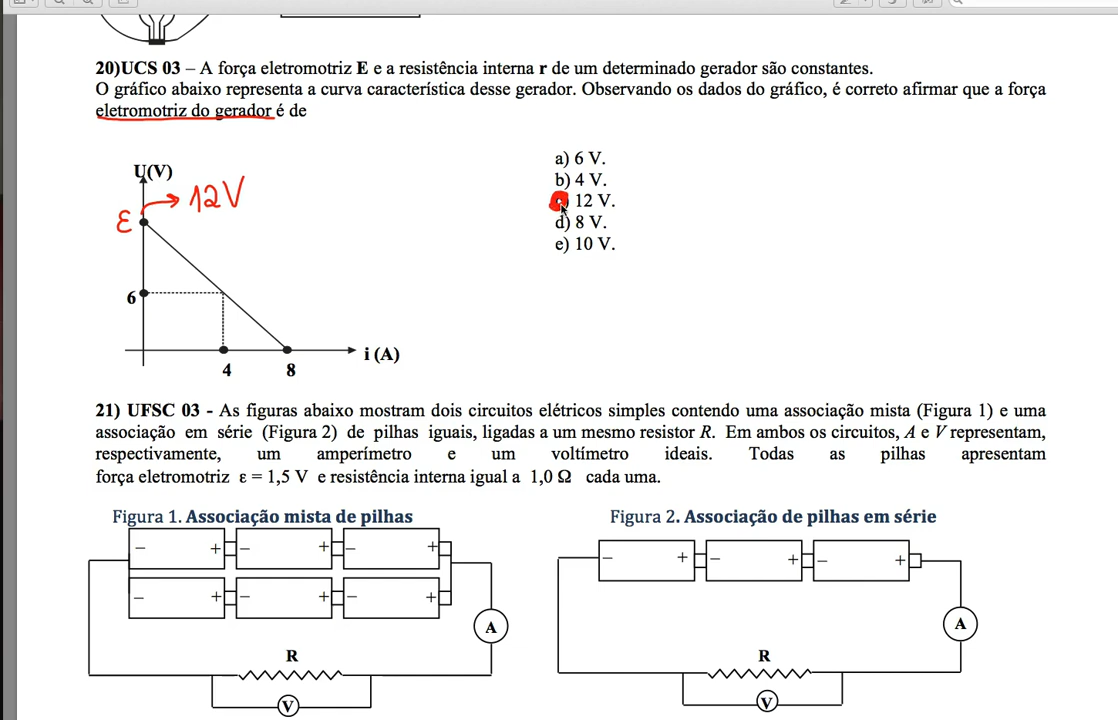 20)UCS 03 – A força eletromotriz E e a resistência interna r de um determinado gerador são constantes.
O gráfico abaixo representa a curva característica desse gerador. Observando os dados do gráfico, é correto afirmar que a força
eletromotriz do gerador é de
U(V)
12V
ε
6
4
8
i (A)
a) 6 V.
b) 4 V.
12 V.
d) 8 V.
e) 10 V.
21) UFSC 03 - As figuras abaixo mostram dois circuitos elétricos simples contendo uma associação mista (Figura 1) e uma
associação em série (Figura 2) de pilhas iguais, ligadas a um mesmo resistor R. Em ambos os circuitos, A e V representam,
respectivamente, um amperímetro e um voltímetro ideais. Todas as pilhas apresentam
força eletromotriz ε = 1,5 V e resistência interna igual a 1,0 Ω cada uma.
Figura 1. Associação mista de pilhas
− + − + − +
− + − + − +
A
R
V
Figura 2. Associação de pilhas em série
− + − + − +
A
R
V